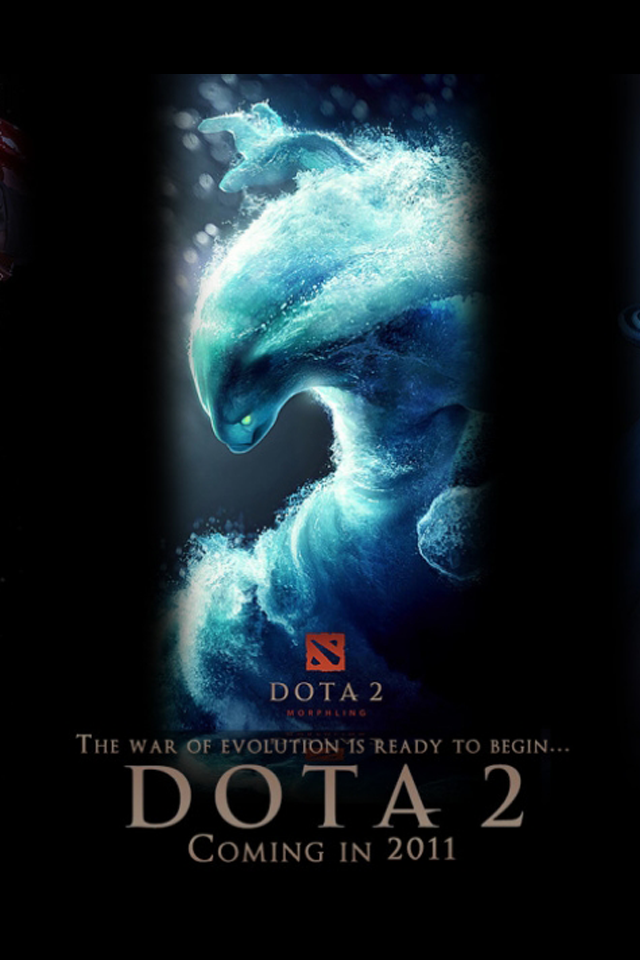 DOTA 2
MORPHLING
THE WAR OF EVOLUTION IS READY TO BEGIN...
DOTA 2
COMING IN 2011